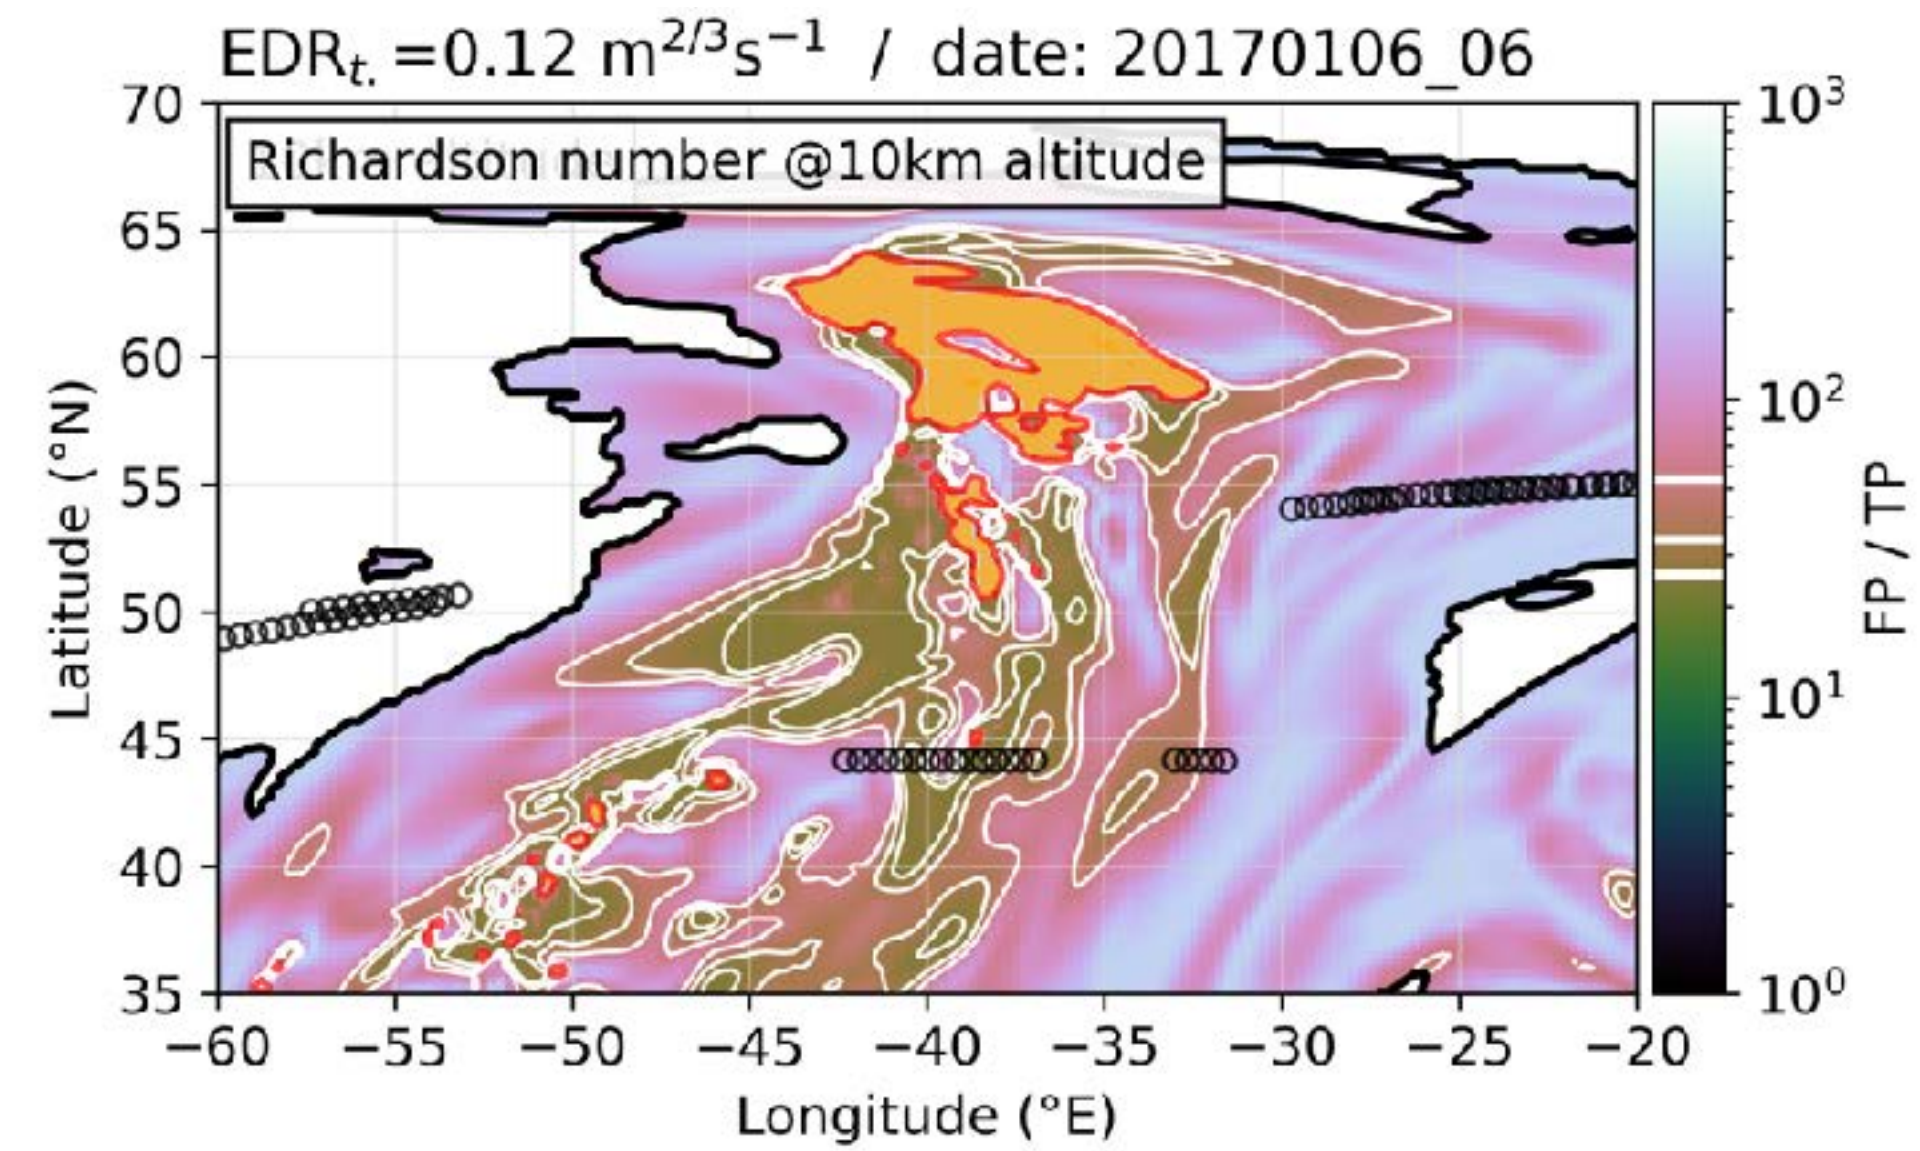 EDRt. =0.12 m2/3s−1 / date: 20170106_06
Richardson number @10km altitude
70
65
60
55
50
45
40
35
Latitude (°N)
−60 −55 −50 −45 −40 −35 −30 −25 −20
Longitude (°E)
10³
10²
10¹
10⁰
FP / TP